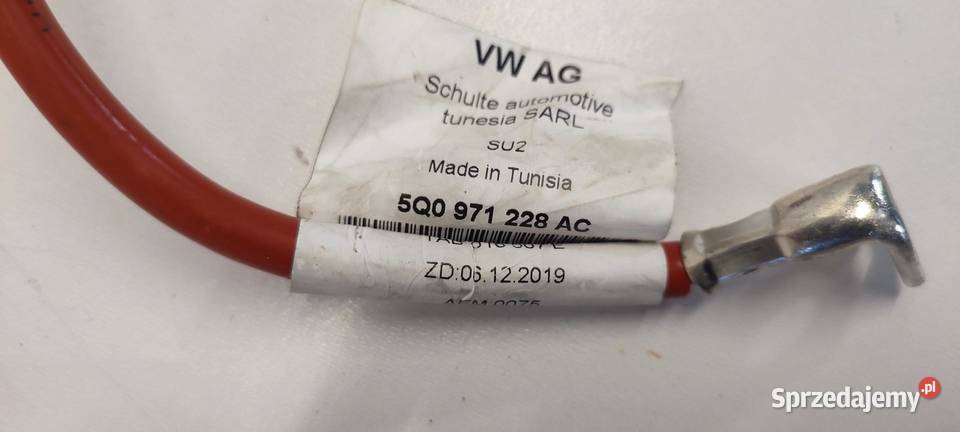 VW AG
Schulte automotive
tunesia SARL
SU2
Made in Tunisia
5Q0 971 228 AC
ZD:06.12.2019
Sprzedajemy.pl